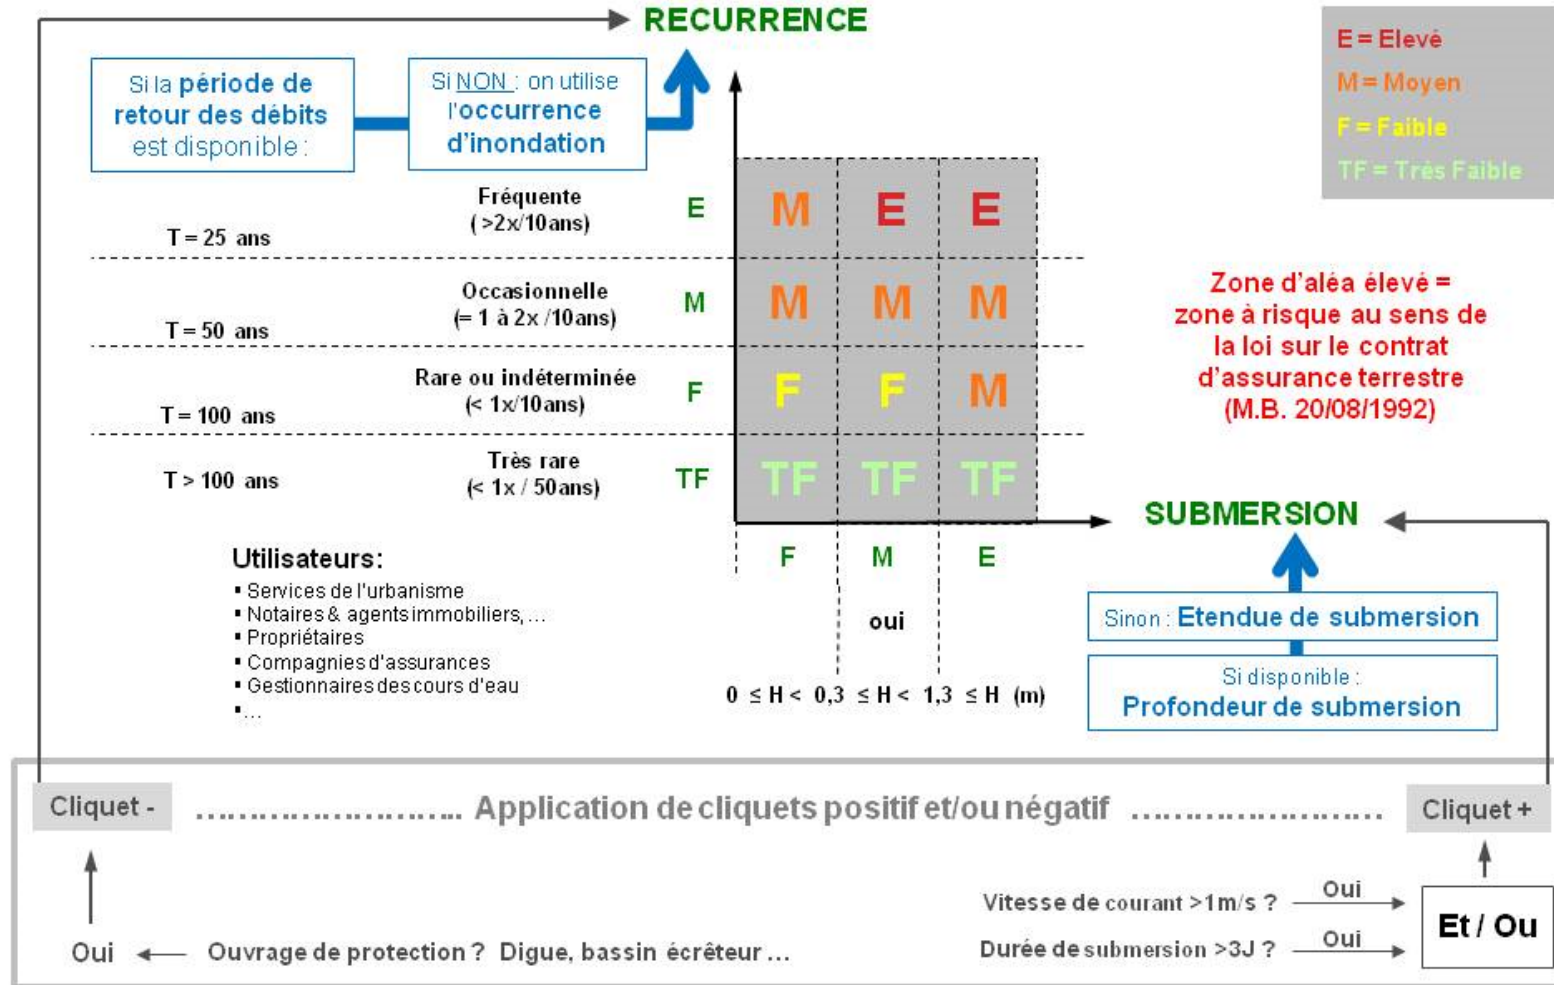 RECURRENCE
E = Elevé
M = Moyen
F = Faible
TF = Très Faible
Si la période de
retour des débits
est disponible :
Si NON : on utilise
l'occurrence
d'inondation
Fréquente
( >2x/10ans)
E
M E E
T = 25 ans
Occasionnelle
(= 1 à 2x /10ans)
M
M M M
T = 50 ans
Rare ou indéterminée
(< 1x/10ans)
F
F F M
T = 100 ans
Très rare
(< 1x / 50ans)
TF
TF TF TF
T > 100 ans
Zone d'aléa élevé =
zone à risque au sens de
la loi sur le contrat
d'assurance terrestre
(M.B. 20/08/1992)
SUBMERSION
F M E
oui
0 ≤ H < 0,3 ≤ H < 1,3 ≤ H (m)
Utilisateurs:
▪ Services de l'urbanisme
▪ Notaires & agents immobiliers, …
▪ Propriétaires
▪ Compagnies d'assurances
▪ Gestionnaires des cours d'eau
▪ …
Sinon : Etendue de submersion
Si disponible :
Profondeur de submersion
Cliquet - ……………………….. Application de cliquets positif et/ou négatif ……………………… Cliquet +
Vitesse de courant >1m/s ? Oui
Durée de submersion >3J ? Oui
Et / Ou
Oui Ouvrage de protection ? Digue, bassin écrêteur …